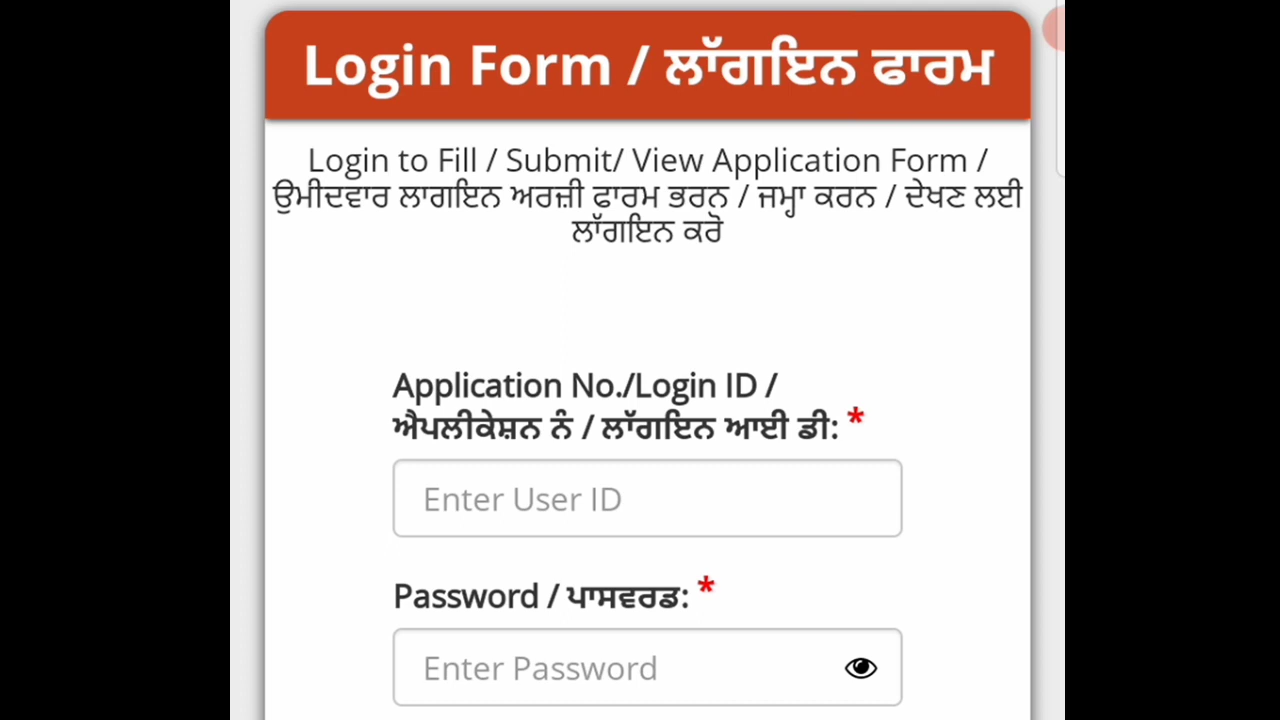 Login Form / ਲਾੱਗਇਨ ਫਾਰਮ
Login to Fill / Submit/ View Application Form /
ਉਮੀਦਵਾਰ ਲਾਗਇਨ ਅਰਜ਼ੀ ਫਾਰਮ ਭਰਨ / ਜਮ੍ਹਾ ਕਰਨ / ਦੇਖਣ ਲਈ
ਲਾੱਗਇਨ ਕਰੋ
Application No./Login ID /
ਐਪਲੀਕੇਸ਼ਨ ਨੰ / ਲਾੱਗਇਨ ਆਈ ਡੀ: *
Enter User ID
Password / ਪਾਸਵਰਡ: *
Enter Password